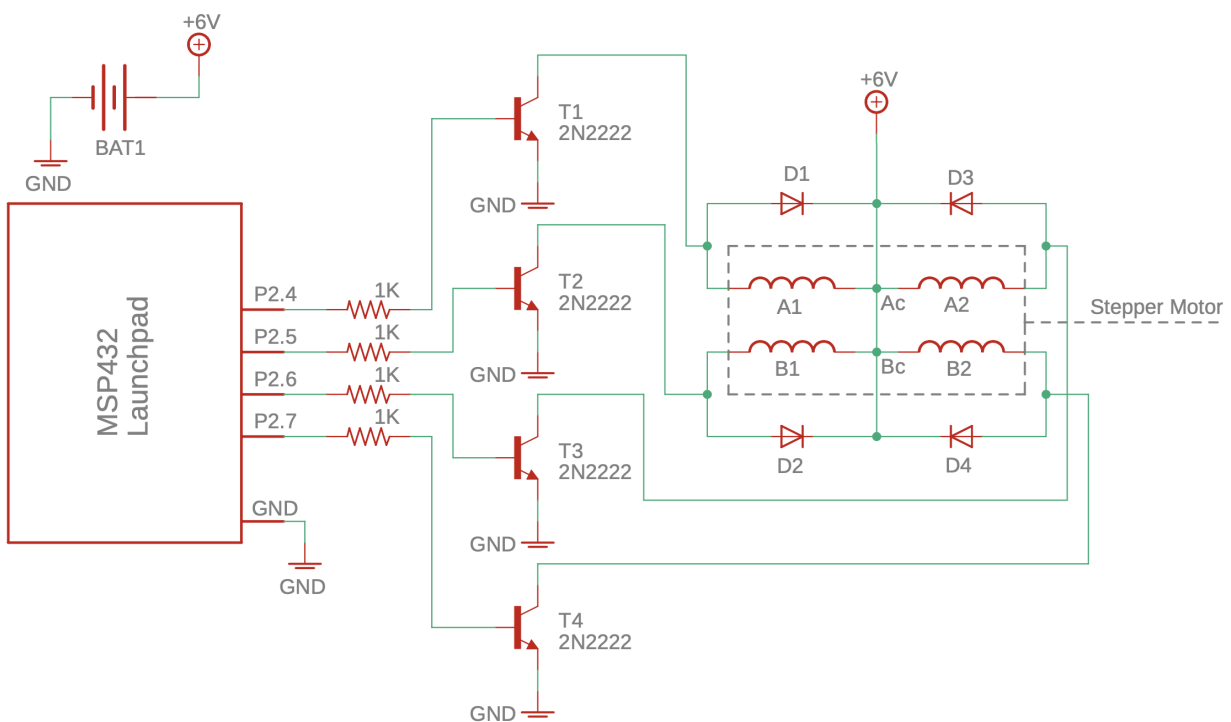 +6V
BAT1
GND
MSP432
Launchpad
P2.4
P2.5
P2.6
P2.7
GND
GND
1K
1K
1K
1K
T1
2N2222
GND
T2
2N2222
GND
T3
2N2222
GND
T4
2N2222
GND
+6V
D1
D3
A1
Ac
A2
B1
Bc
B2
D2
D4
Stepper Motor